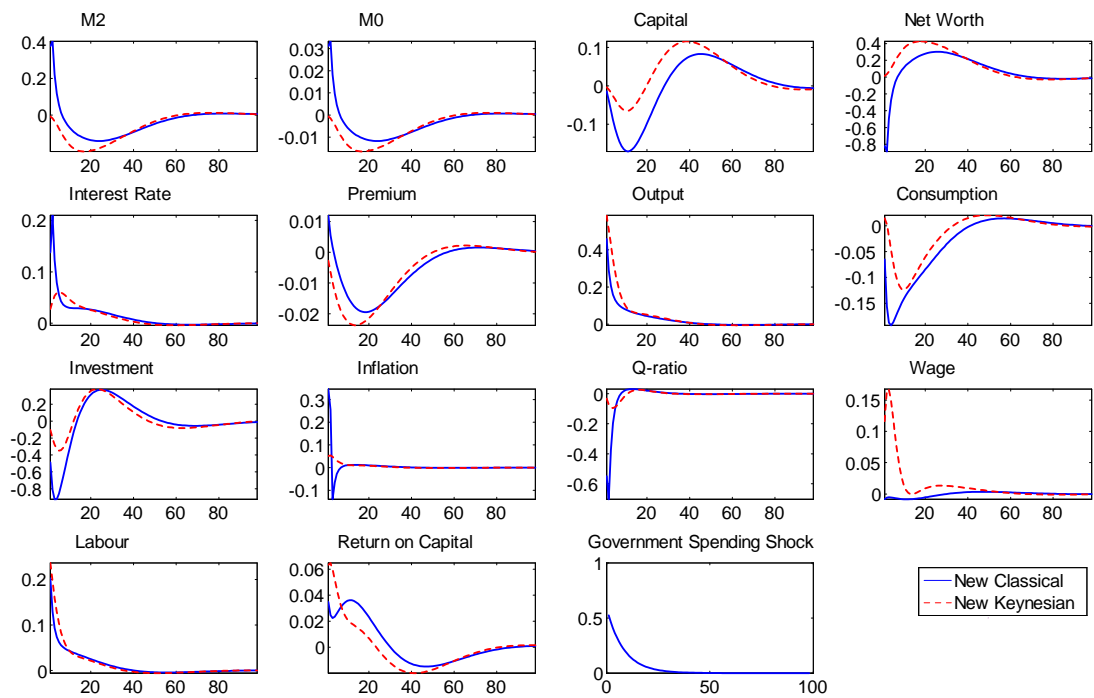 M2
M0
Capital
Net Worth
0.4
0.2
0
20 40 60 80
0.03
0.02
0.01
0
-0.01
20 40 60 80
0.1
0
-0.1
20 40 60 80
0.4
0.2
0
-0.2
-0.4
-0.6
-0.8
20 40 60 80
Interest Rate
Premium
Output
Consumption
0.2
0.1
0
20 40 60 80
0.01
0
-0.01
-0.02
20 40 60 80
0.4
0.2
0
20 40 60 80
0
-0.05
-0.1
-0.15
20 40 60 80
Investment
Inflation
Q-ratio
Wage
0.2
0
-0.2
-0.4
-0.6
-0.8
20 40 60 80
0.3
0.2
0.1
0
-0.1
20 40 60 80
0
-0.2
-0.4
-0.6
20 40 60 80
0.15
0.1
0.05
0
20 40 60 80
Labour
Return on Capital
Government Spending Shock
0.2
0.1
0
20 40 60 80
0.06
0.04
0.02
0
20 40 60 80
1
0.5
0
0 50 100
New Classical
New Keynesian